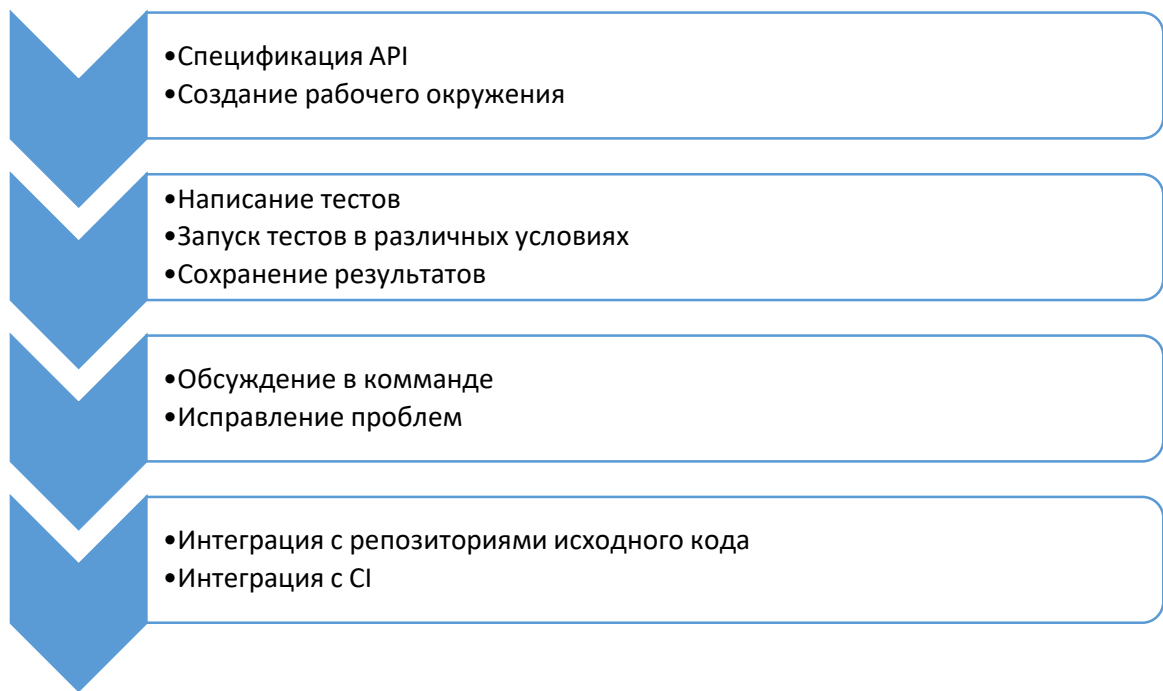 •Спецификация API
•Создание рабочего окружения
•Написание тестов
•Запуск тестов в различных условиях
•Сохранение результатов
•Обсуждение в комманде
•Исправление проблем
•Интеграция с репозиториями исходного кода
•Интеграция с CI